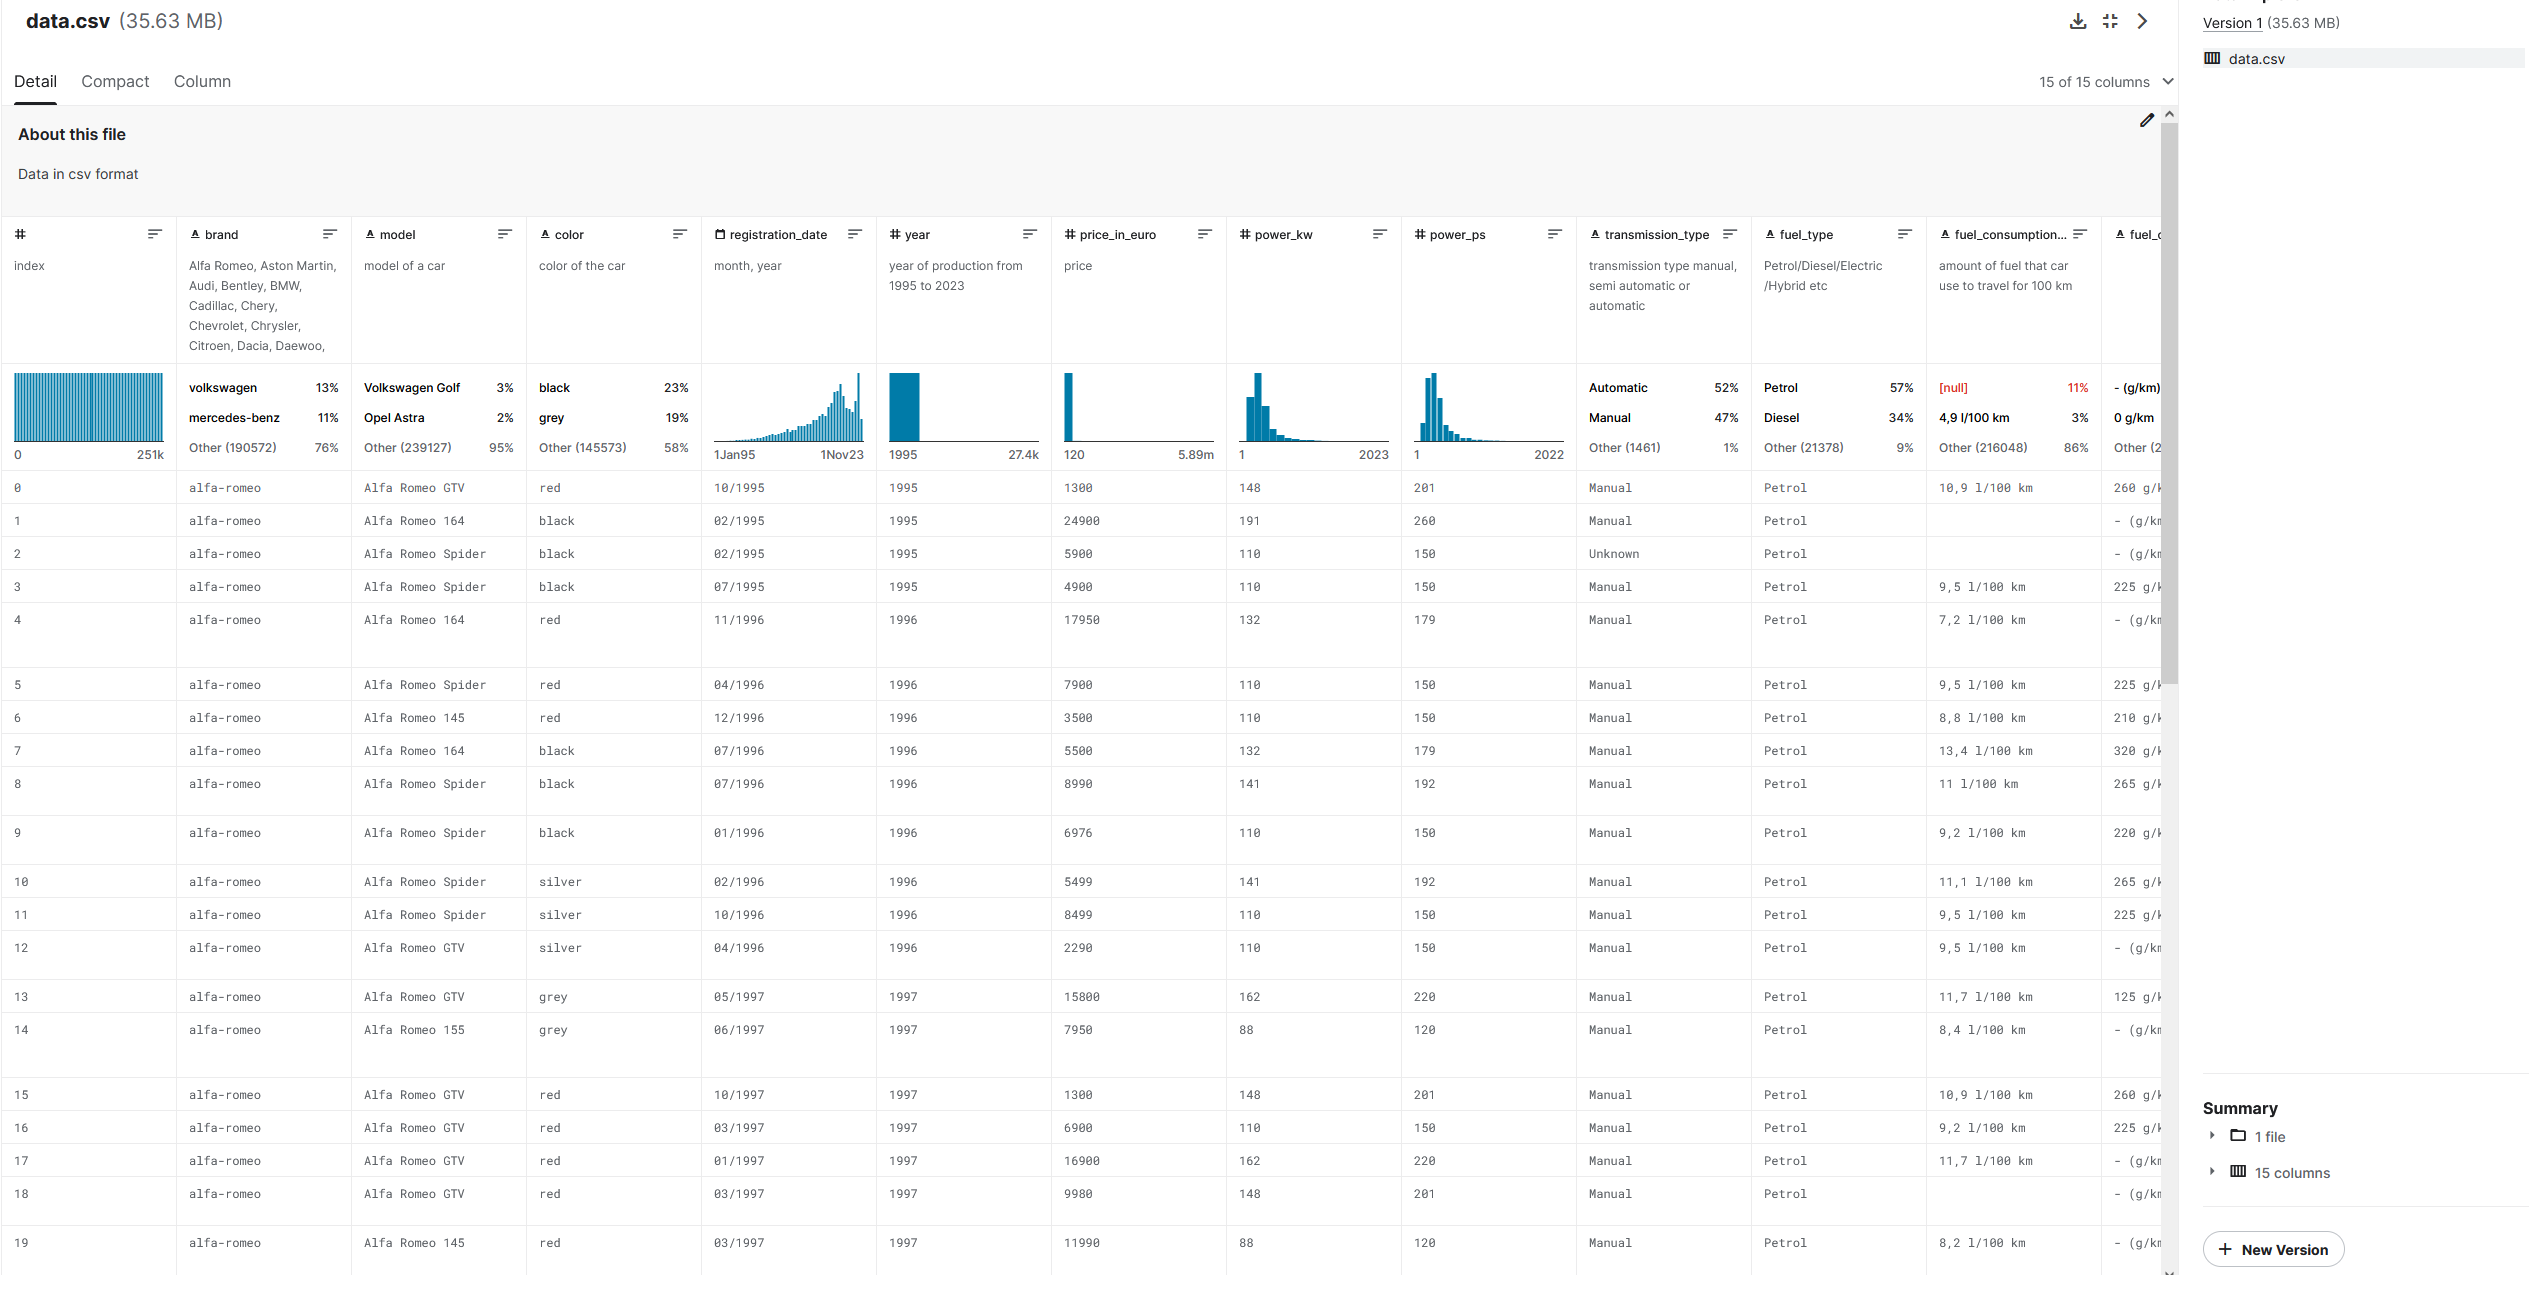 data.csv (35.63 MB)
Version 1 (35.63 MB)
data.csv
Detail Compact Column
15 of 15 columns
About this file
Data in csv format
# brand model color registration_date year price_in_euro power_kw power_ps transmission_type fuel_type fuel_consumption...
index
Alfa Romeo, Aston Martin,
Audi, Bentley, BMW,
Cadillac, Chery,
Chevrolet, Chrysler,
Citroen, Dacia, Daewoo,
model of a car
color of the car
month, year
year of production from
1995 to 2023
price
transmission type manual,
semi automatic or
automatic
Petrol/Diesel/Electric
/Hybrid etc
amount of fuel that car
use to travel for 100 km
0 251k
volkswagen 13%
mercedes-benz 11%
Other (190572) 76%
Volkswagen Golf 3%
Opel Astra 2%
Other (239127) 95%
black 23%
grey 19%
Other (145573) 58%
1Jan95 1Nov23
1995 27.4k
120 5.89m
1 2023
1 2022
Automatic 52%
Manual 47%
Other (1461) 1%
Petrol 57%
Diesel 34%
Other (21378) 9%
[null] 11%
4,9 l/100 km 3%
Other (216048) 86%
- (g/km)
0 g/km
Other
0 alfa-romeo Alfa Romeo GTV red 10/1995 1995 1300 148 201 Manual Petrol 10,9 l/100 km 260
1 alfa-romeo Alfa Romeo 164 black 02/1995 1995 24900 191 260 Manual Petrol -
2 alfa-romeo Alfa Romeo Spider black 02/1995 1995 5900 110 150 Unknown Petrol -
3 alfa-romeo Alfa Romeo Spider black 07/1995 1995 4900 110 150 Manual Petrol 9,5 l/100 km 225
4 alfa-romeo Alfa Romeo 164 red 11/1996 1996 17950 132 179 Manual Petrol 7,2 l/100 km -
5 alfa-romeo Alfa Romeo Spider red 04/1996 1996 7900 110 150 Manual Petrol 9,5 l/100 km 225
6 alfa-romeo Alfa Romeo 145 red 12/1996 1996 3500 110 150 Manual Petrol 8,8 l/100 km 210
7 alfa-romeo Alfa Romeo 164 black 07/1996 1996 5500 132 179 Manual Petrol 13,4 l/100 km 320
8 alfa-romeo Alfa Romeo Spider black 07/1996 1996 8990 141 192 Manual Petrol 11 l/100 km 265
9 alfa-romeo Alfa Romeo Spider black 01/1996 1996 6976 110 150 Manual Petrol 9,2 l/100 km 220
10 alfa-romeo Alfa Romeo Spider silver 02/1996 1996 5499 141 192 Manual Petrol 11,1 l/100 km 265
11 alfa-romeo Alfa Romeo Spider silver 10/1996 1996 8499 110 150 Manual Petrol 9,5 l/100 km 225
12 alfa-romeo Alfa Romeo GTV silver 04/1996 1996 2290 110 150 Manual Petrol 9,5 l/100 km -
13 alfa-romeo Alfa Romeo GTV grey 05/1997 1997 15800 162 220 Manual Petrol 11,7 l/100 km 125
14 alfa-romeo Alfa Romeo 155 grey 06/1997 1997 7950 88 120 Manual Petrol 8,4 l/100 km -
15 alfa-romeo Alfa Romeo GTV red 10/1997 1997 1300 148 201 Manual Petrol 10,9 l/100 km 260
16 alfa-romeo Alfa Romeo GTV red 03/1997 1997 6900 110 150 Manual Petrol 9,2 l/100 km 225
17 alfa-romeo Alfa Romeo GTV red 01/1997 1997 16900 162 220 Manual Petrol 11,7 l/100 km -
18 alfa-romeo Alfa Romeo GTV red 03/1997 1997 9980 148 201 Manual Petrol -
19 alfa-romeo Alfa Romeo 145 red 03/1997 1997 11990 88 120 Manual Petrol 8,2 l/100 km -
Summary
1 file
15 columns
+ New Version